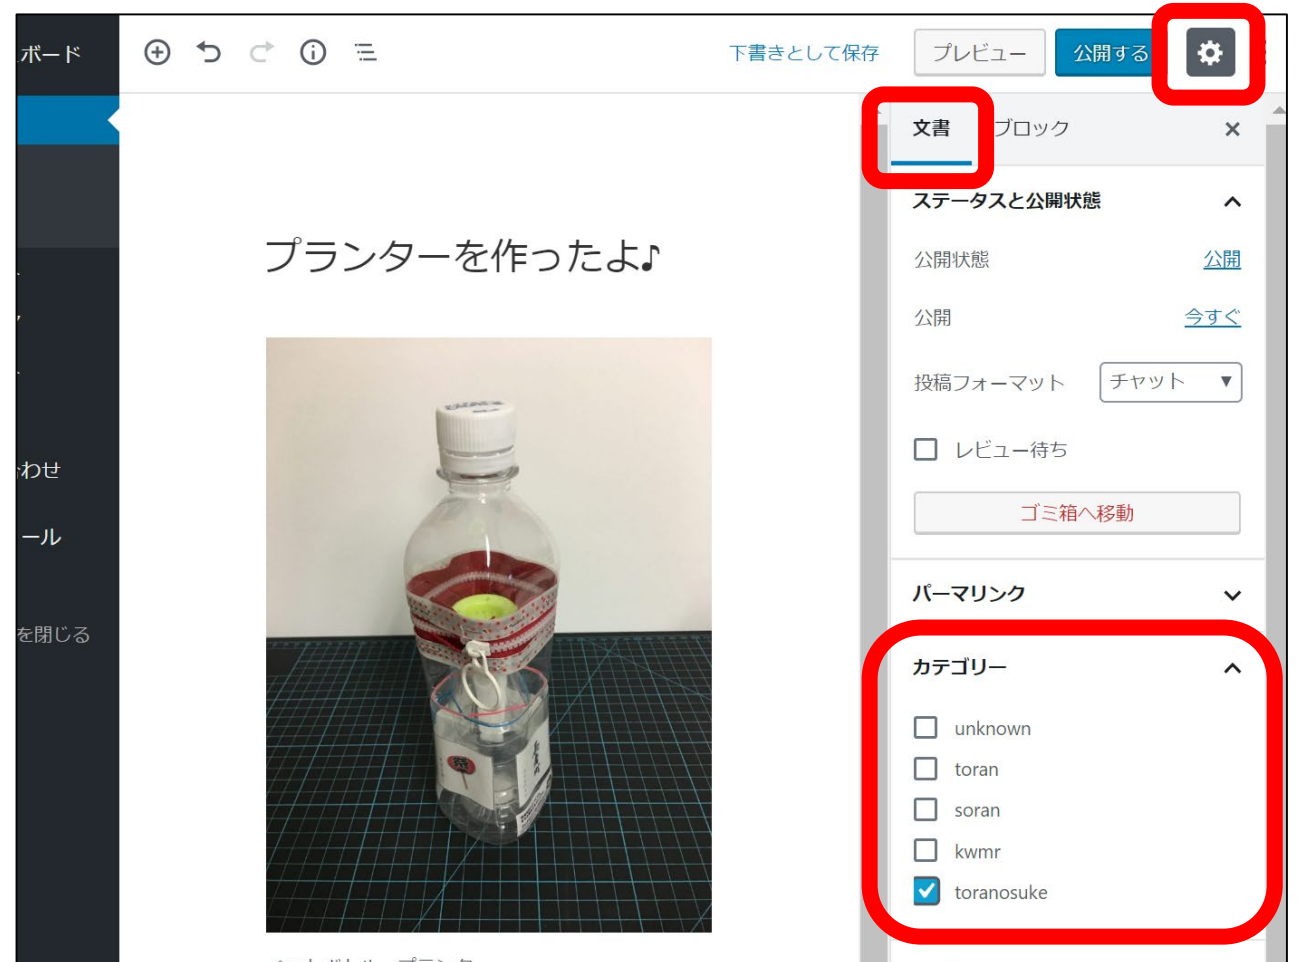 ボード
下書きとして保存
プレビュー
公開する
文書
ブロック
ステータスと公開状態
プランターを作ったよ♪
公開状態
公開
公開
今すぐ
投稿フォーマット
チャット
レビュー待ち
わせ
ゴミ箱へ移動
ール
パーマリンク
を閉じる
カテゴリー
unknown
toran
soran
kwmr
toranosuke